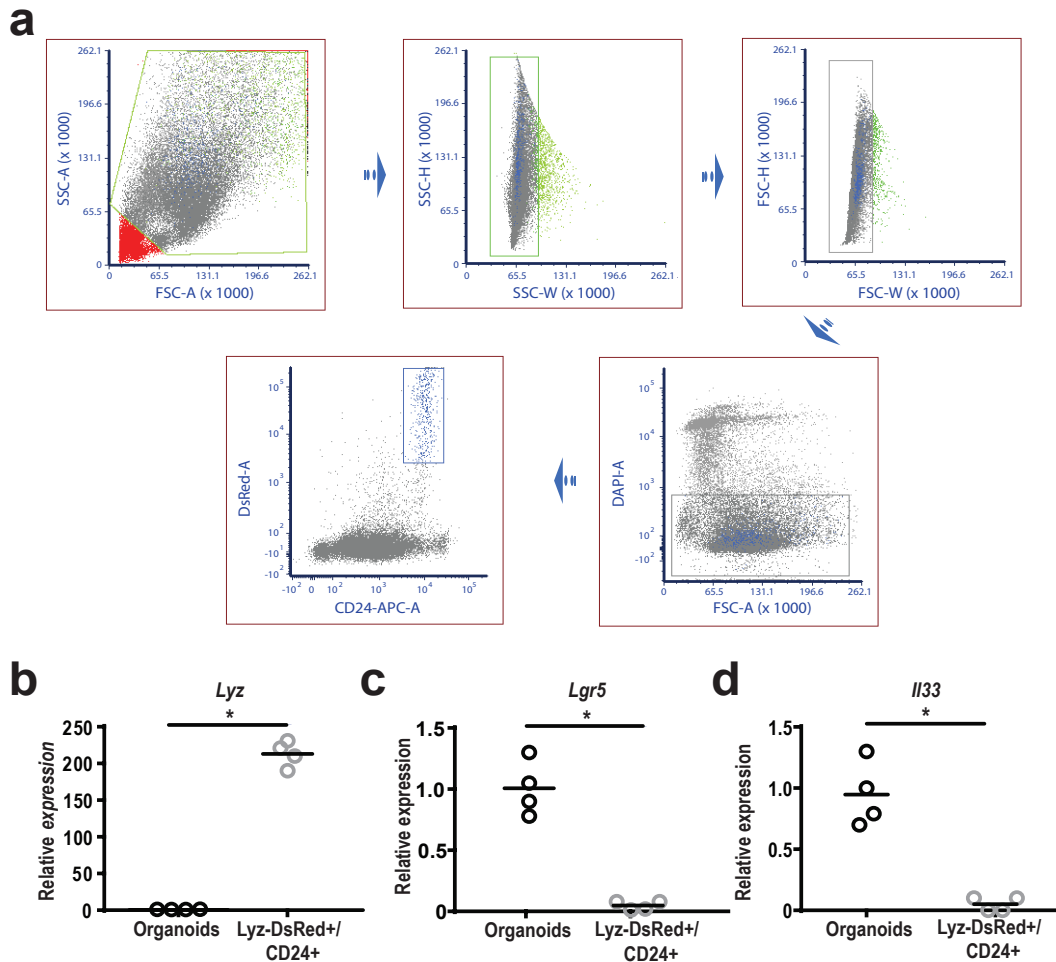 a
262.1
196.6
131.1
65.5
0
SSC-A (x 1000)
0 65.5 131.1 196.6 262.1
FSC-A (x 1000)
262.1
196.6
131.1
65.5
0
SSC-H (x 1000)
0 65.5 131.1 196.6 262.1
SSC-W (x 1000)
262.1
196.6
131.1
65.5
0
FSC-H (x 1000)
0 65.5 131.1 196.6 262.1
FSC-W (x 1000)
10⁵
10⁴
10³
10²
-10¹
-10²
DsRed-A
-10² 0 10² 10³ 10⁴ 10⁵
CD24-APC-A
10⁵
10⁴
10³
10²
-10²
DAPI-A
0 65.5 131.1 196.6 262.1
FSC-A (x 1000)
b
Lyz
*
250
200
150
100
50
0
Relative expression
Organoids Lyz-DsRed+/
CD24+
c
Lgr5
*
1.5
1.0
0.5
0
Relative expression
Organoids Lyz-DsRed+/
CD24+
d
Il33
*
1.5
1.0
0.5
0
Relative expression
Organoids Lyz-DsRed+/
CD24+